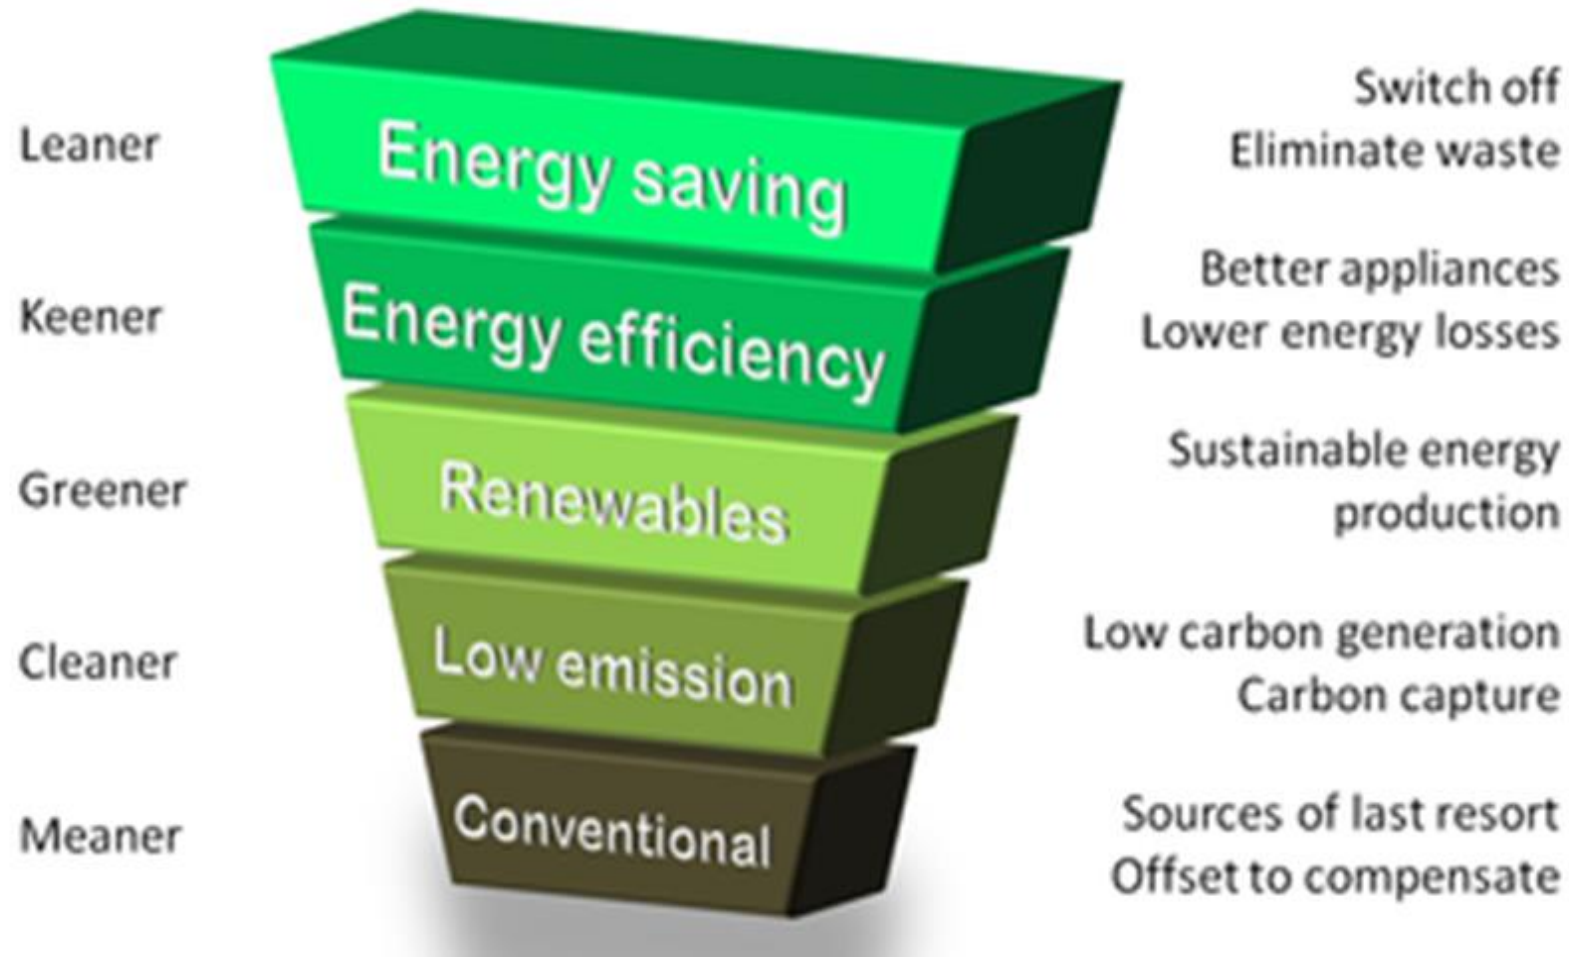 Leaner
Energy saving
Switch off
Eliminate waste
Keener
Energy efficiency
Better appliances
Lower energy losses
Greener
Renewables
Sustainable energy
production
Cleaner
Low emission
Low carbon generation
Carbon capture
Meaner
Conventional
Sources of last resort
Offset to compensate